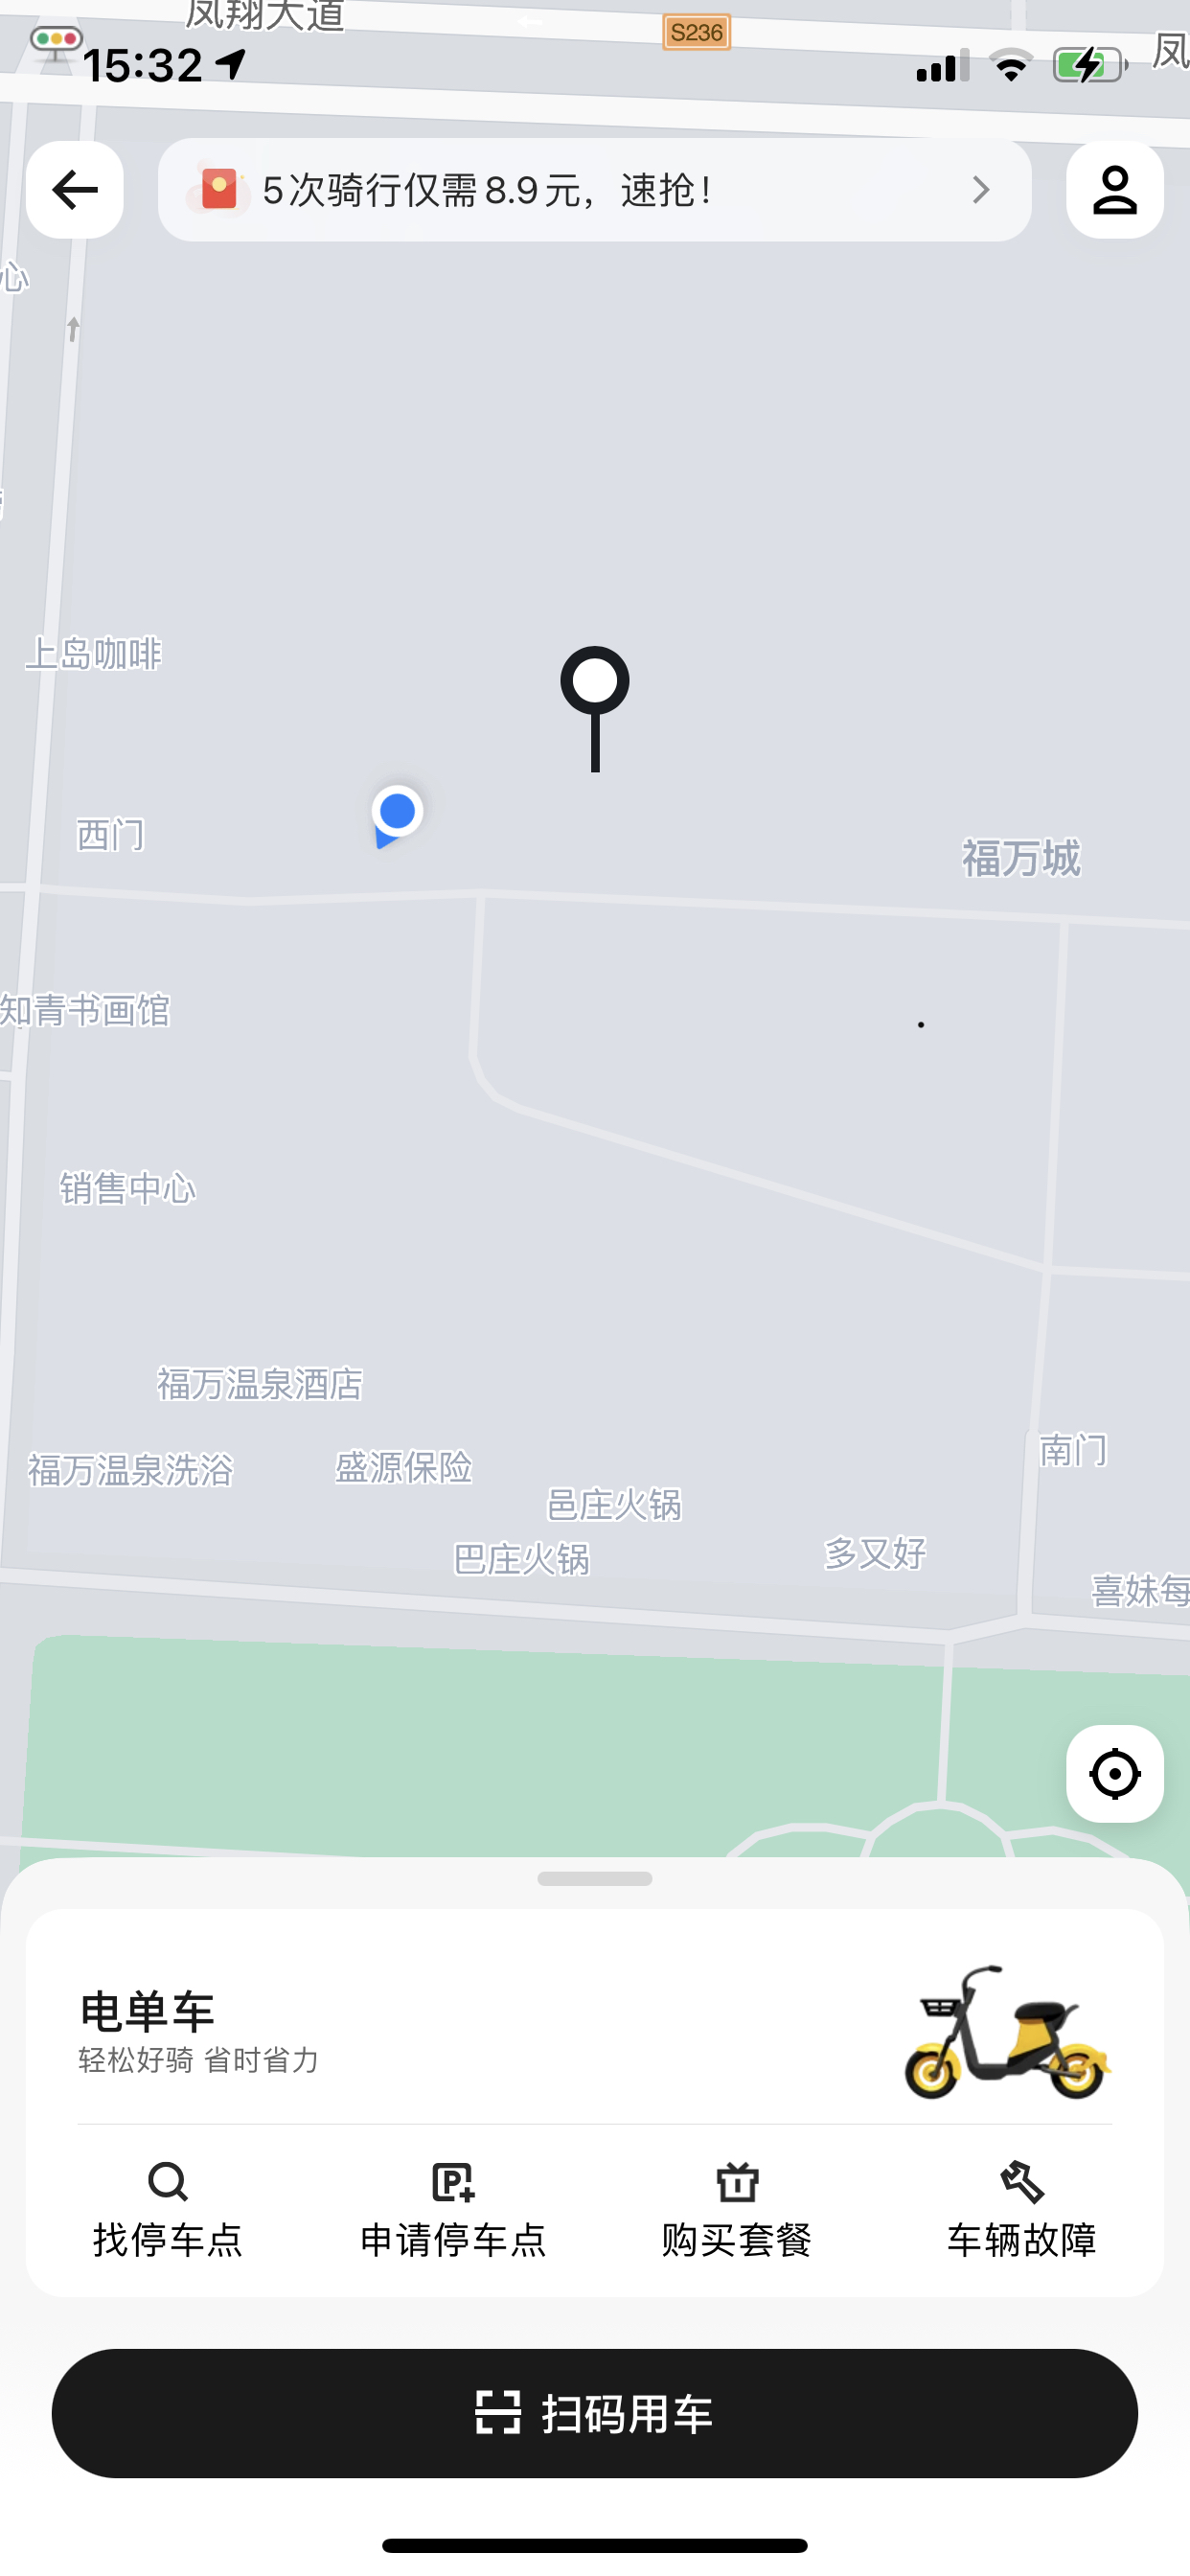 凤翔大道
S236
15:32
凤
5次骑行仅需8.9元，速抢！
心
上岛咖啡
西门
福万城
知青书画馆
销售中心
福万温泉酒店
南门
福万温泉洗浴
盛源保险
邑庄火锅
巴庄火锅
多又好
喜妹每
电单车
轻松好骑 省时省力
找停车点
申请停车点
购买套餐
车辆故障
扫码用车